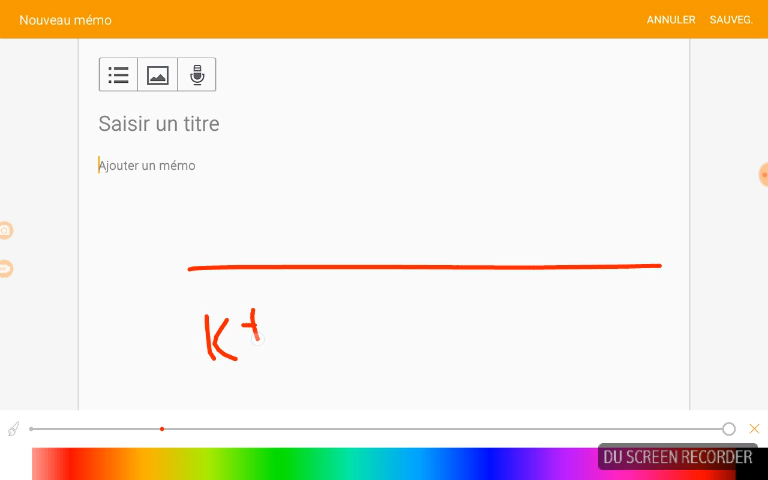 Nouveau mémo ANNULER SAUVEG.
Saisir un titre
Ajouter un mémo
K+
DU SCREEN RECORDER